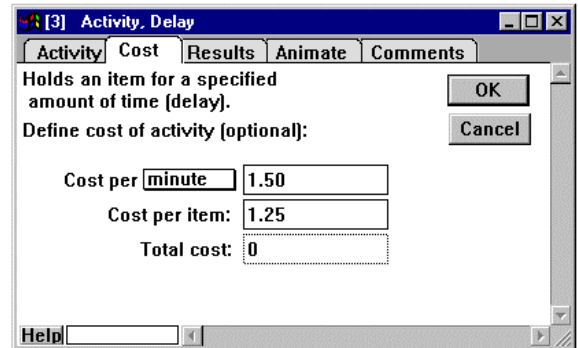 [3] Activity, Delay
Activity Cost Results Animate Comments
Holds an item for a specified
amount of time (delay).
OK
Define cost of activity (optional):
Cancel
Cost per minute 1.50
Cost per item: 1.25
Total cost: 0
Help